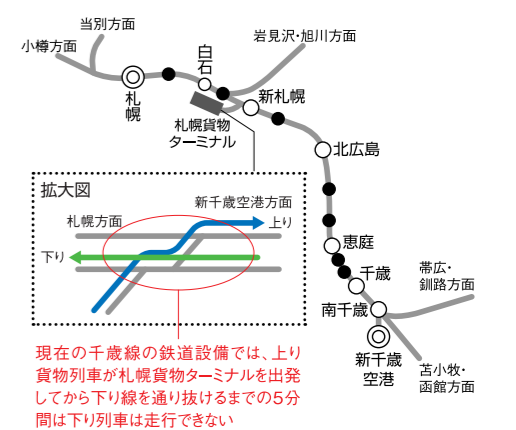 当別方面
小樽方面
札幌
白石
岩見沢・旭川方面
新札幌
札幌貨物
ターミナル
北広島
恵庭
千歳
南千歳
帯広・
釧路方面
新千歳
空港
苫小牧・
函館方面
拡大図
新千歳空港方面
札幌方面
上り
下り
現在の千歳線の鉄道設備では、上り
貨物列車が札幌貨物ターミナルを出発
してから下り線を通り抜けるまでの5分
間は下り列車は走行できない